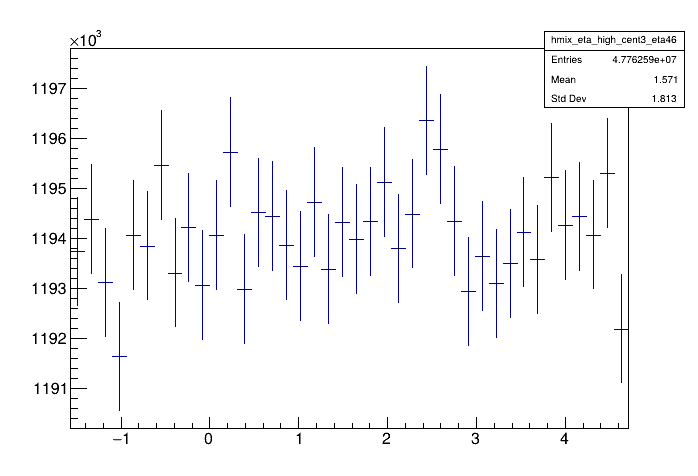 ×10³
hmix_eta_high_cent3_eta46
Entries 4.776259e+07
Mean 1.571
Std Dev 1.813
1197
1196
1195
1194
1193
1192
1191
−1 0 1 2 3 4